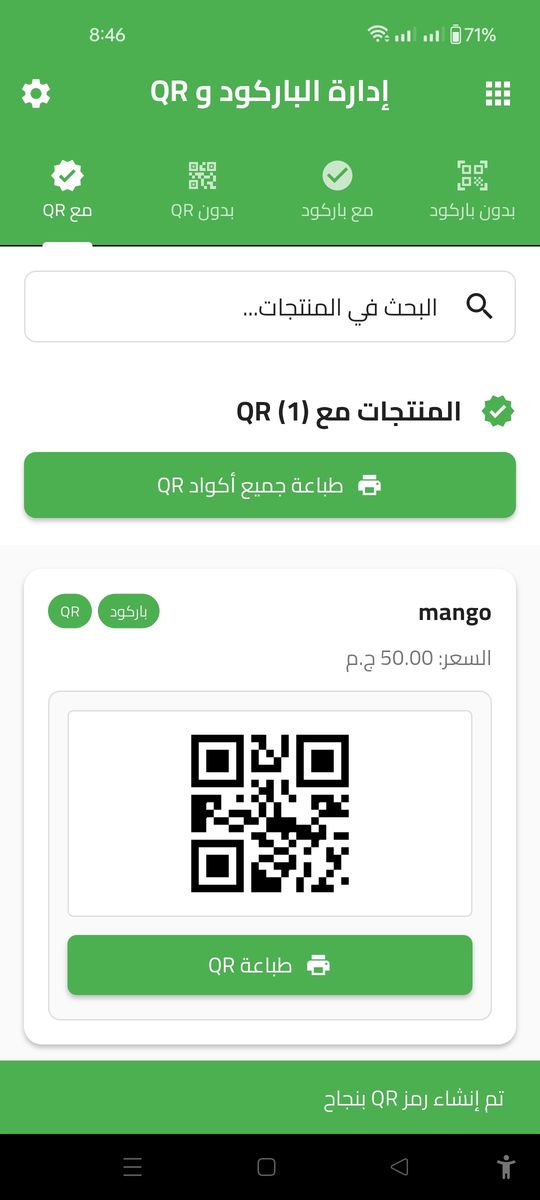 8:46
71%
إدارة الباركود و QR
بدون باركود
مع باركود
بدون QR
مع QR
البحث في المنتجات...
المنتجات مع QR (1)
طباعة جميع أكواد QR
mango
باركود
QR
السعر: 50.00 ج.م
طباعة QR
تم إنشاء رمز QR بنجاح